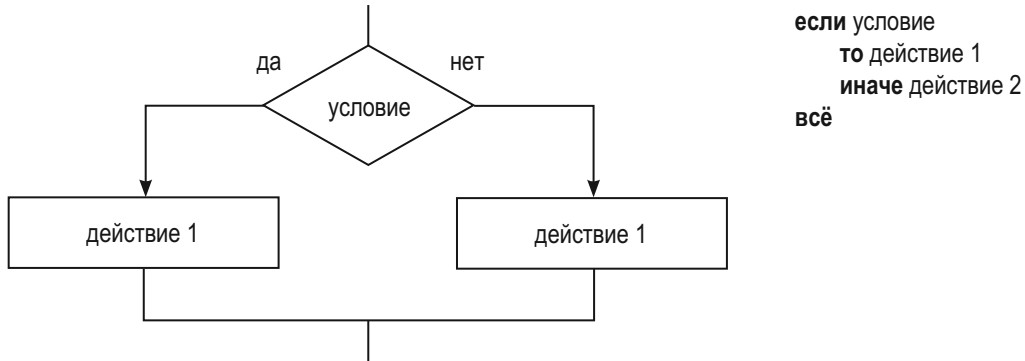 да
нет
условие
действие 1
действие 1
если условие
то действие 1
иначе действие 2
всё